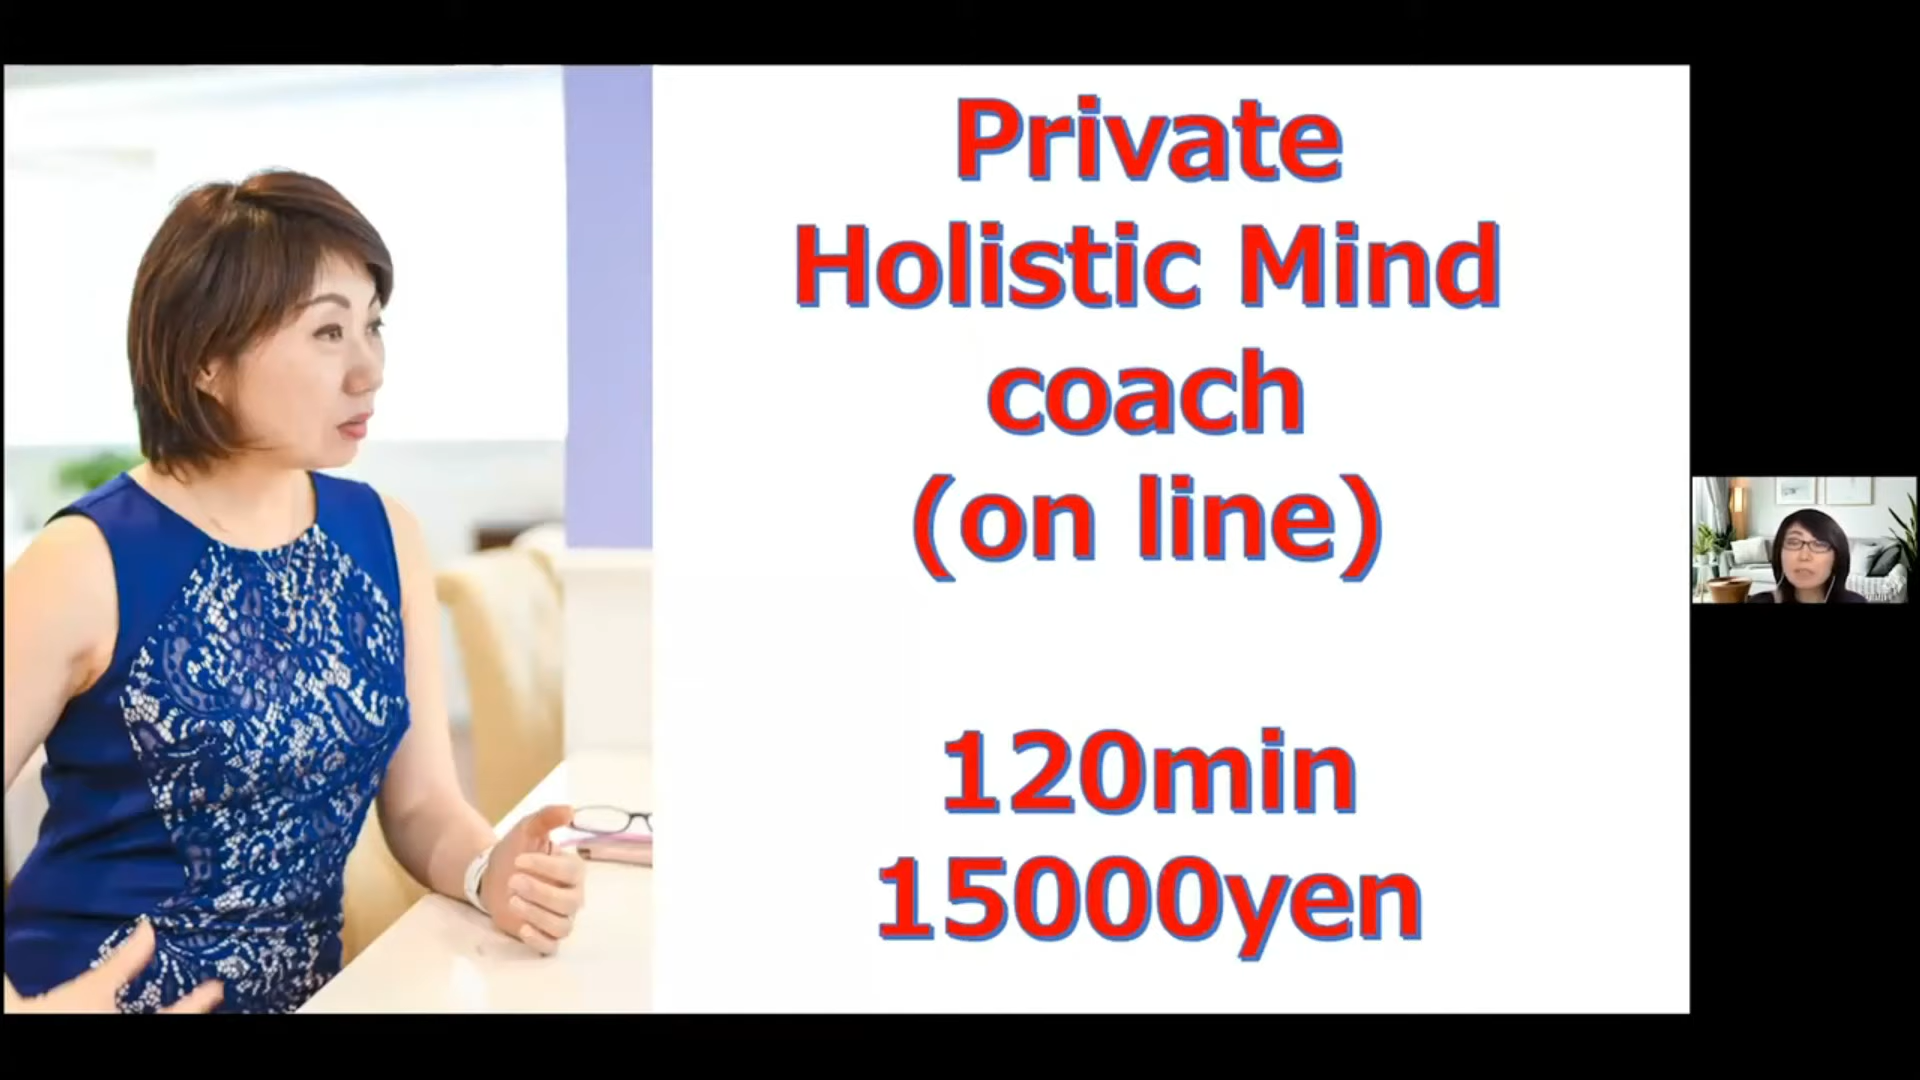 Private
Holistic Mind
coach
(on line)
120min
15000yen